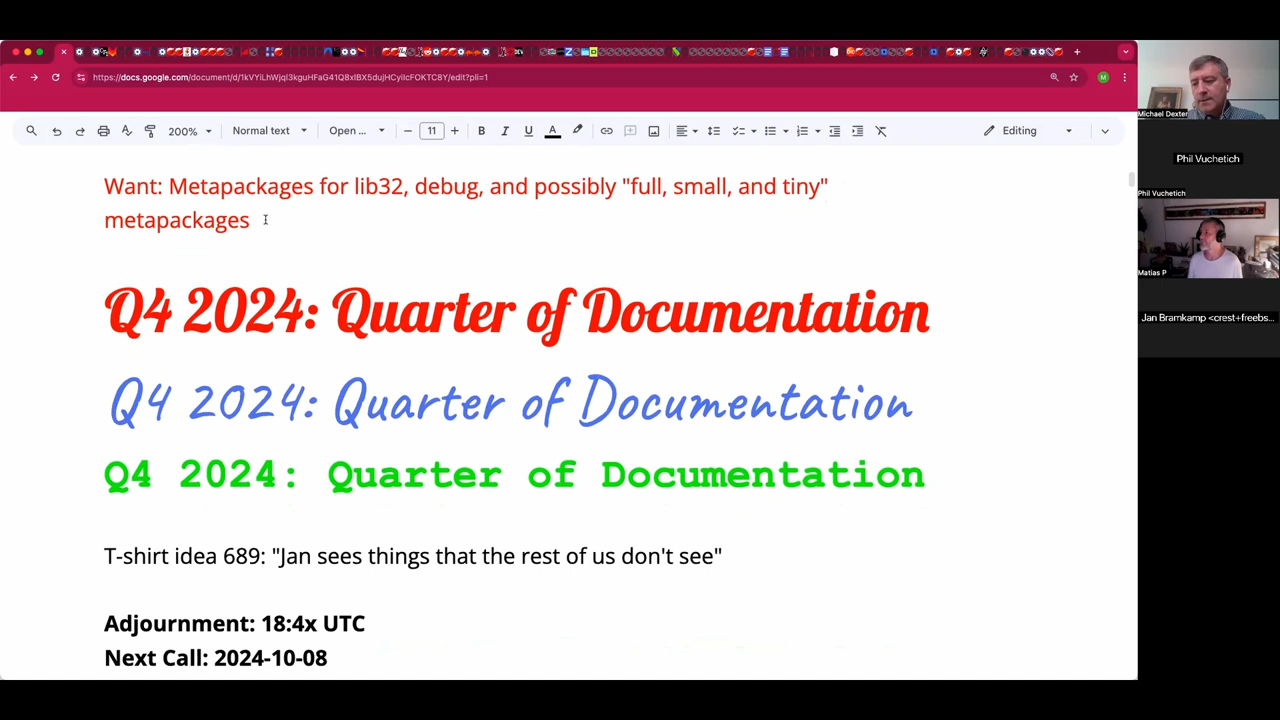 https://docs.google.com/document/d/1kVYiLhWjql3kguHFaG41Q8xlBX5dujHCyIlcFOKTC8Y/edit?pli=1
M
200%
Normal text
Open ...
11
Editing
Want: Metapackages for lib32, debug, and possibly "full, small, and tiny"
metapackages
Q4 2024: Quarter of Documentation
Q4 2024: Quarter of Documentation
Q4 2024: Quarter of Documentation
T-shirt idea 689: "Jan sees things that the rest of us don't see"
Adjournment: 18:4x UTC
Next Call: 2024-10-08
Michael Dexter
Phil Vuchetich
Phil Vuchetich
Matias P
Jan Bramkamp <crest+freebs...